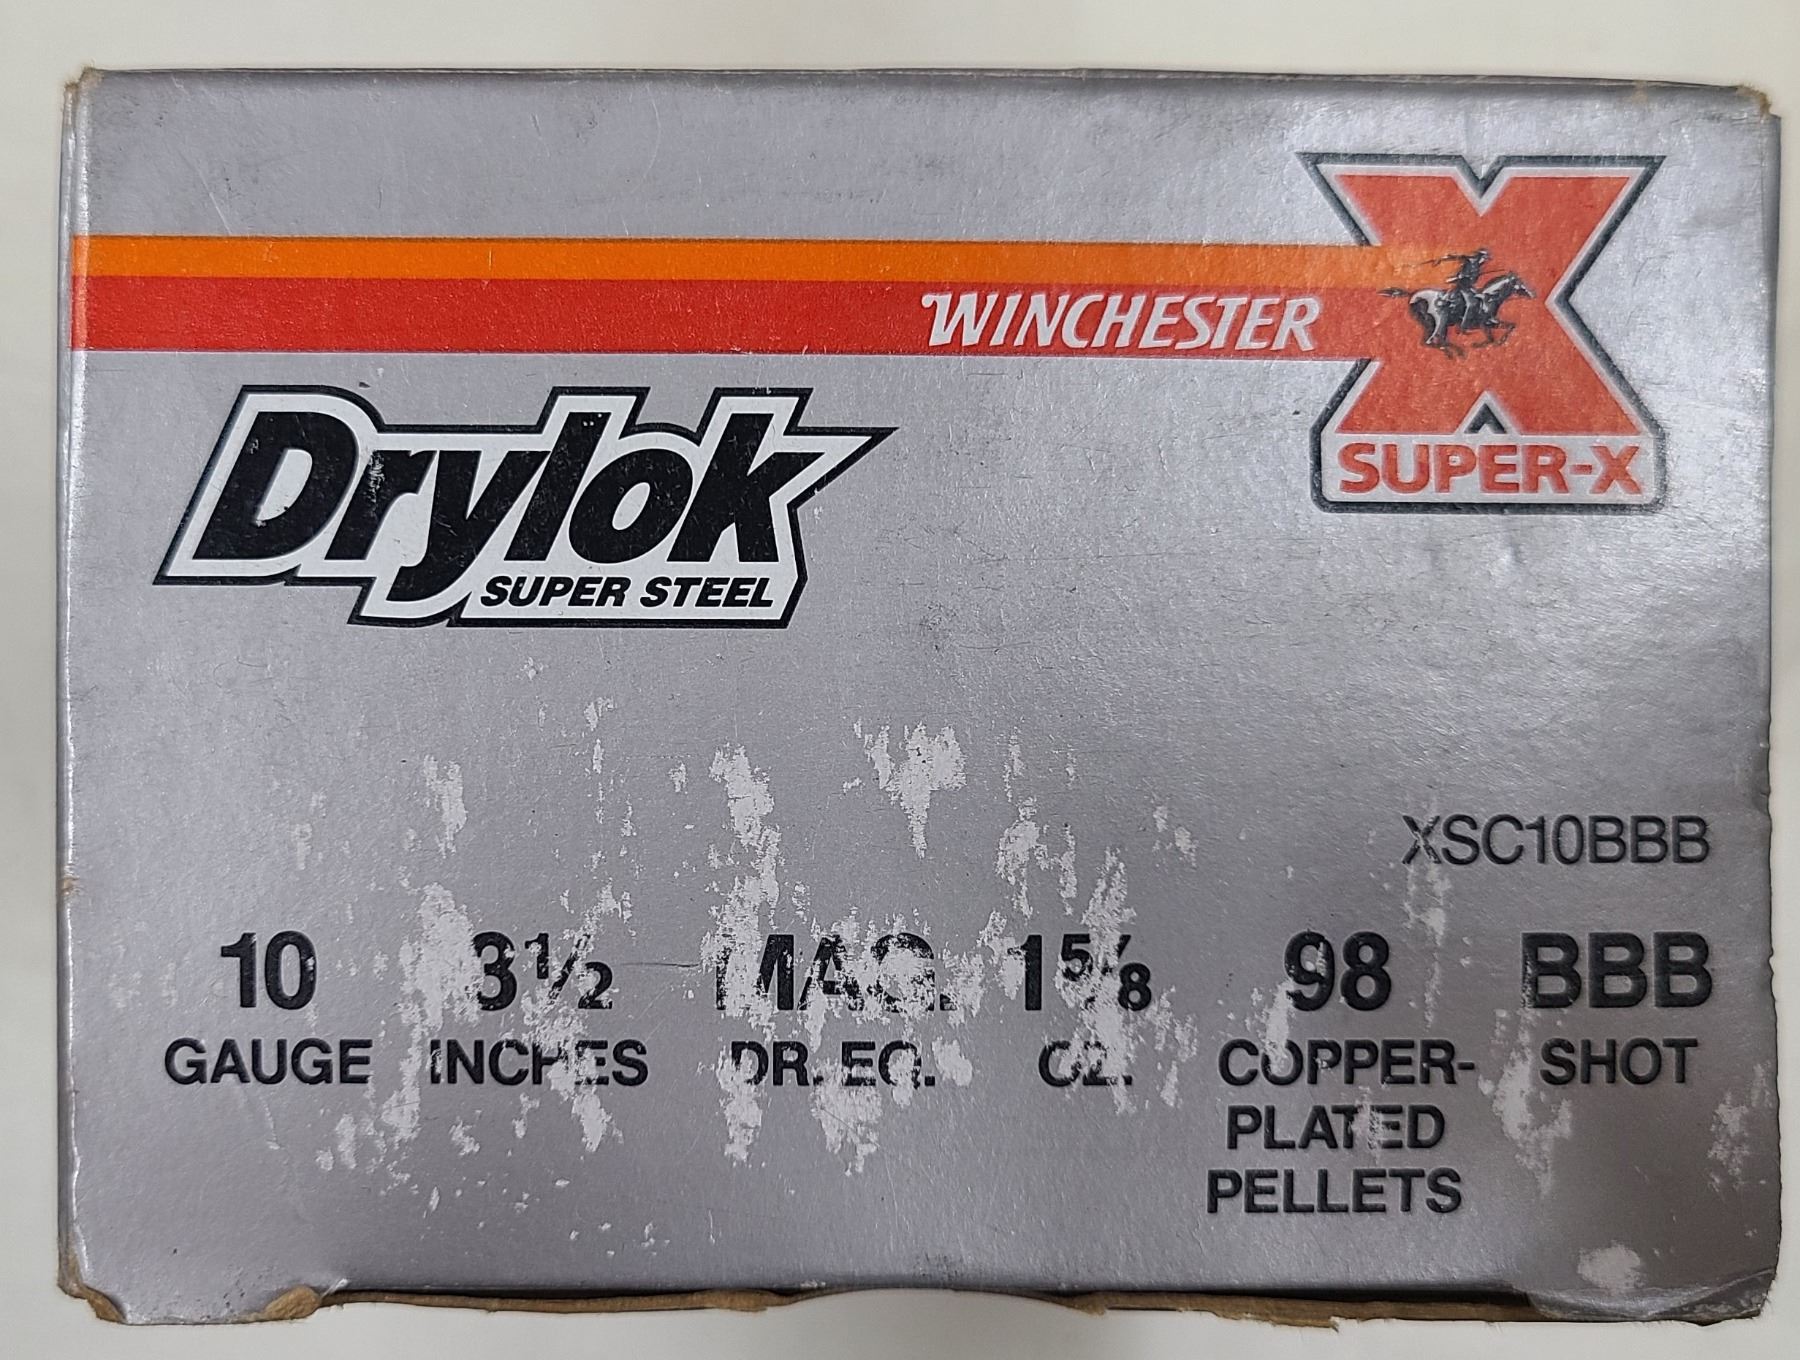 WINCHESTER
X
SUPER-X
Drylok
SUPER STEEL
XSC10BBB
10 3½ MAG. 1⅝ 98 BBB
GAUGE INCHES DR. EQ. OZ. COPPER- SHOT
PLATED
PELLETS